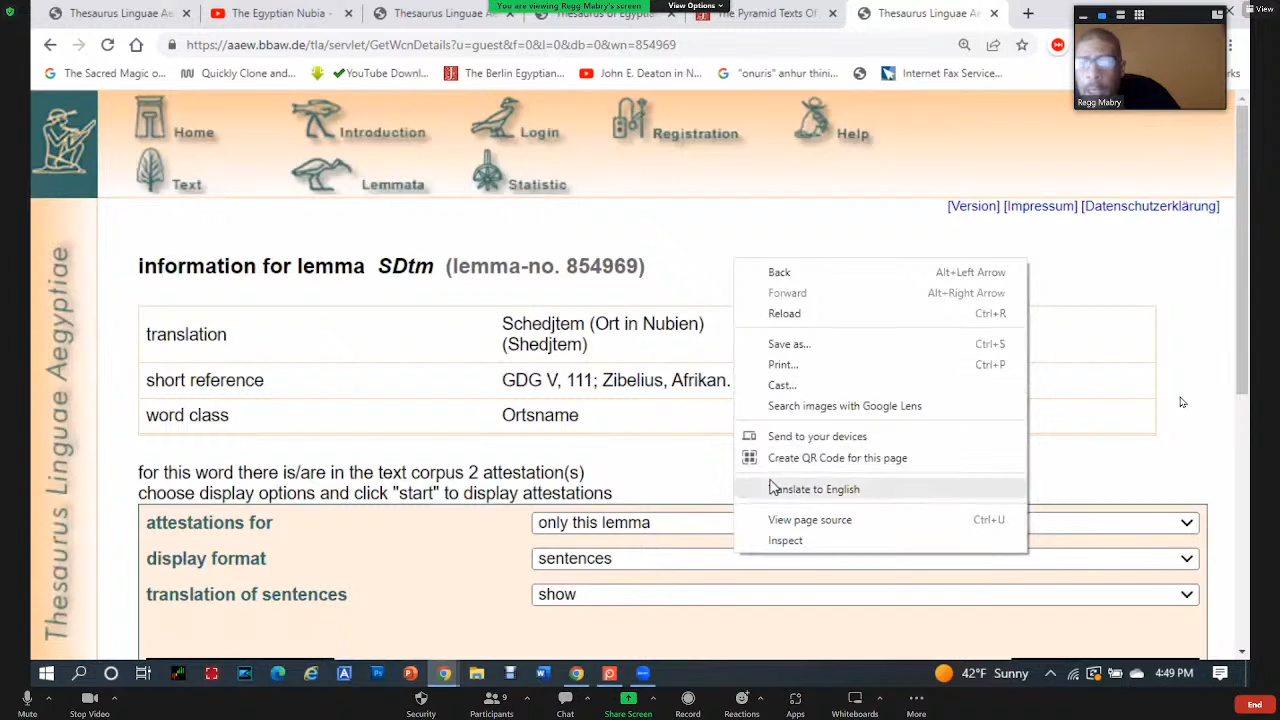 You are viewing Regg Mabry's screen
View Options
View
Thesaurus Linguae Ae
The Egyptian Nubia -
Thesaurus Linguae A
The Pyramid Texts Of
Thesaurus Linguae Ae
https://aaew.bbaw.de/tla/servlet/GetWcnDetails?u=guest&f=0&l=0&db=0&wn=854969
The Sacred Magic o...
Quickly Clone and...
YouTube Downl...
The Berlin Egyptian...
John E. Deaton in N...
"onuris" anhur thini...
Internet Fax Service...
Regg Mabry
Home
Introduction
Login
Registration
Help
Text
Lemmata
Statistic
[Version] [Impressum] [Datenschutzerklärung]
Thesaurus Linguae Aegyptiae
information for lemma SDtm (lemma-no. 854969)
translation
Schedjtem (Ort in Nubien)
(Shedjtem)
short reference
GDG V, 111; Zibelius, Afrikan.
word class
Ortsname
for this word there is/are in the text corpus 2 attestation(s)
choose display options and click "start" to display attestations
attestations for
only this lemma
display format
sentences
translation of sentences
show
Back Alt+Left Arrow
Forward Alt+Right Arrow
Reload Ctrl+R
Save as... Ctrl+S
Print... Ctrl+P
Cast...
Search images with Google Lens
Send to your devices
Create QR Code for this page
to English
View page source Ctrl+U
Inspect
42°F Sunny
4:49 PM
Mute
Stop Video
Security
Participants 9
Chat
Share Screen
Record
Reactions
Apps
Whiteboards
More
End